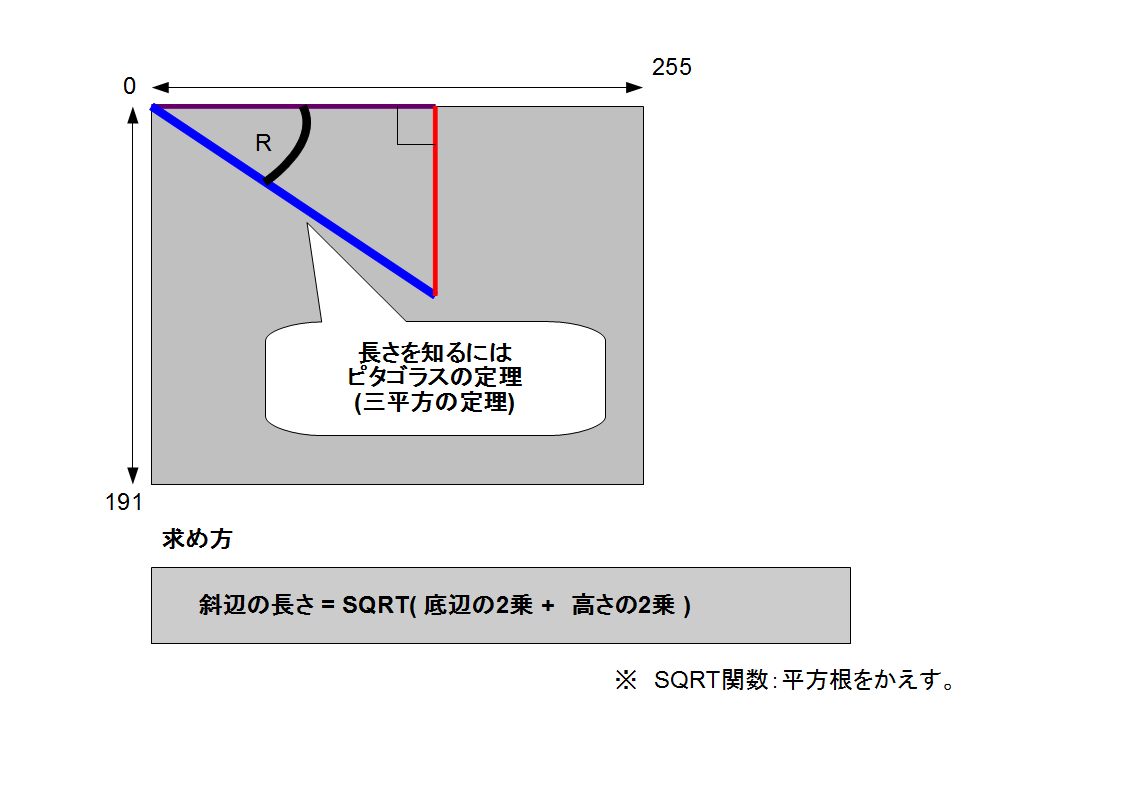 0
255
R
長さを知るには
ピタゴラスの定理
(三平方の定理)
191
求め方
斜辺の長さ = SQRT( 底辺の2乗 + 高さの2乗 )
※ SQRT関数：平方根をかえす。